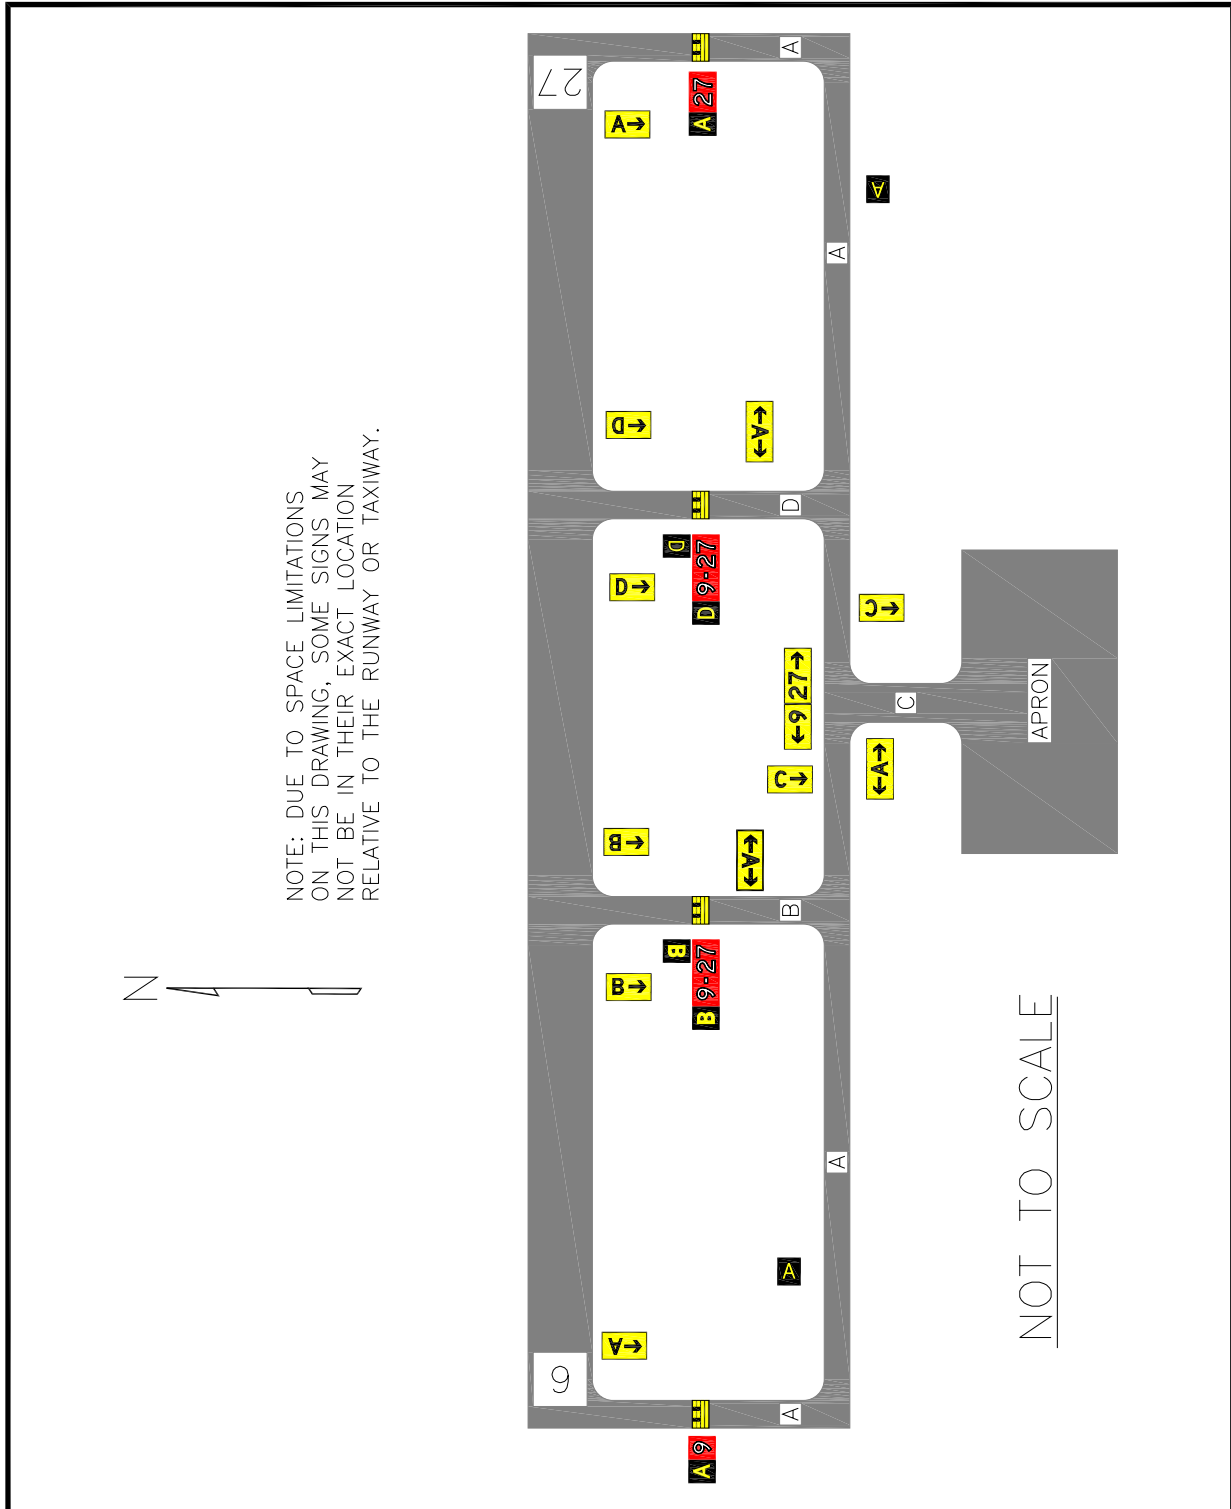 N
NOTE: DUE TO SPACE LIMITATIONS
ON THIS DRAWING, SOME SIGNS MAY
NOT BE IN THEIR EXACT LOCATION
RELATIVE TO THE RUNWAY OR TAXIWAY.
9
27
←A
B→
←B
D→
←D
A→
B
D
A 9
B 9-27
D 9-27
A 27
←A→
←A→
A
A
B
C→
←9 27→
D
A
A
A
←A→
←C
A
C
APRON
NOT TO SCALE